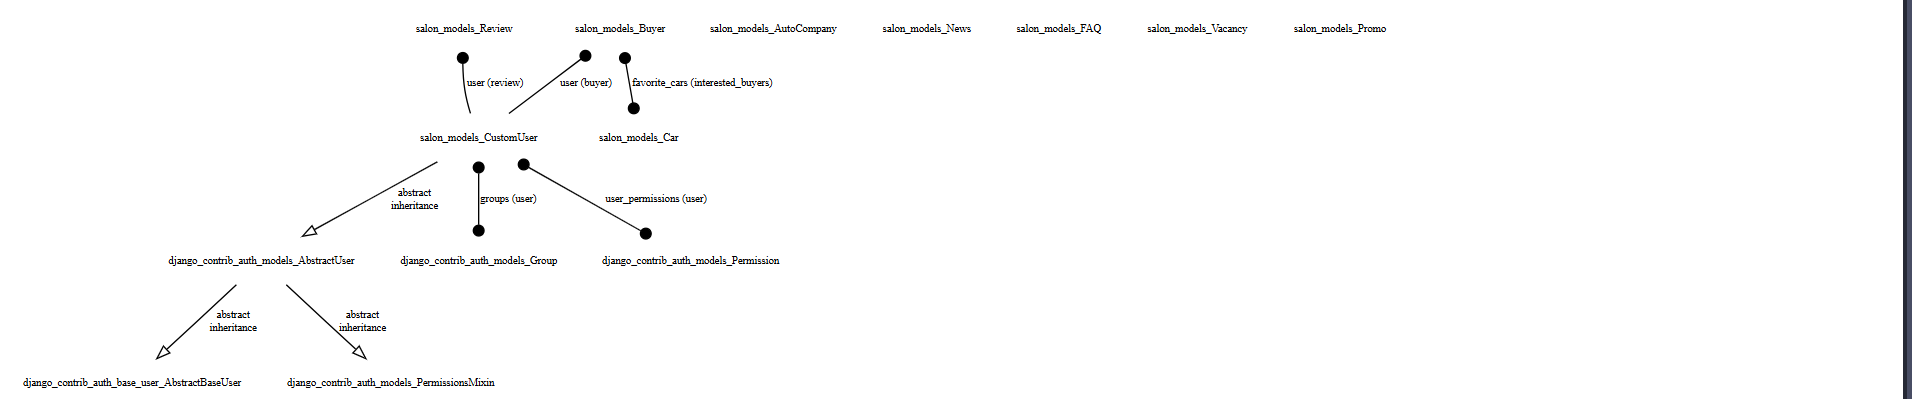 salon_models_Review
salon_models_Buyer
salon_models_AutoCompany
salon_models_News
salon_models_FAQ
salon_models_Vacancy
salon_models_Promo
user (review)
user (buyer)
favorite_cars (interested_buyers)
salon_models_CustomUser
salon_models_Car
abstract
inheritance
groups (user)
user_permissions (user)
django_contrib_auth_models_AbstractUser
django_contrib_auth_models_Group
django_contrib_auth_models_Permission
abstract
inheritance
abstract
inheritance
django_contrib_auth_base_user_AbstractBaseUser
django_contrib_auth_models_PermissionsMixin